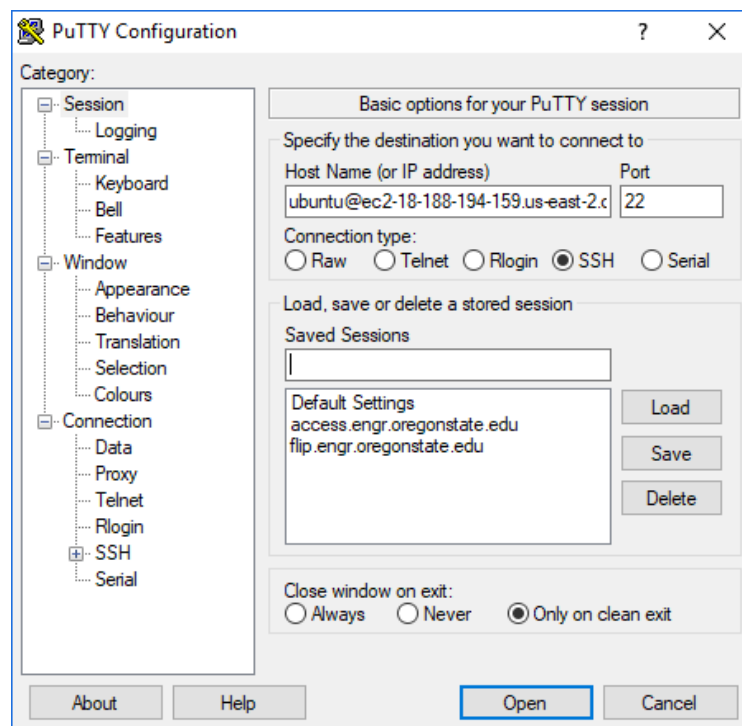 PuTTY Configuration
?
Category:
Session
Logging
Terminal
Keyboard
Bell
Features
Window
Appearance
Behaviour
Translation
Selection
Colours
Connection
Data
Proxy
Telnet
Rlogin
SSH
Serial
Basic options for your PuTTY session
Specify the destination you want to connect to
Host Name (or IP address) Port
ubuntu@ec2-18-188-194-159.us-east-2.c 22
Connection type:
Raw Telnet Rlogin SSH Serial
Load, save or delete a stored session
Saved Sessions
Default Settings
access.engr.oregonstate.edu
flip.engr.oregonstate.edu
Load
Save
Delete
Close window on exit:
Always Never Only on clean exit
About Help Open Cancel